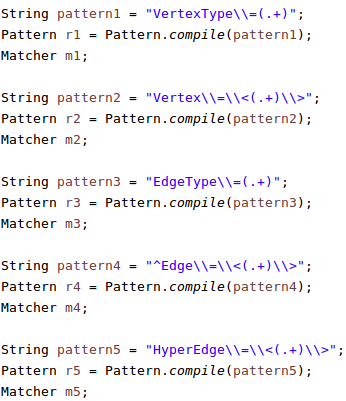 String pattern1 = "VertexType\\=(.+)";
Pattern r1 = Pattern.compile(pattern1);
Matcher m1;
String pattern2 = "Vertex\\=\\<(.+)\\>";
Pattern r2 = Pattern.compile(pattern2);
Matcher m2;
String pattern3 = "EdgeType\\=(.+)";
Pattern r3 = Pattern.compile(pattern3);
Matcher m3;
String pattern4 = "^Edge\\=\\<(.+)\\>";
Pattern r4 = Pattern.compile(pattern4);
Matcher m4;
String pattern5 = "HyperEdge\\=\\<(.+)\\>";
Pattern r5 = Pattern.compile(pattern5);
Matcher m5;